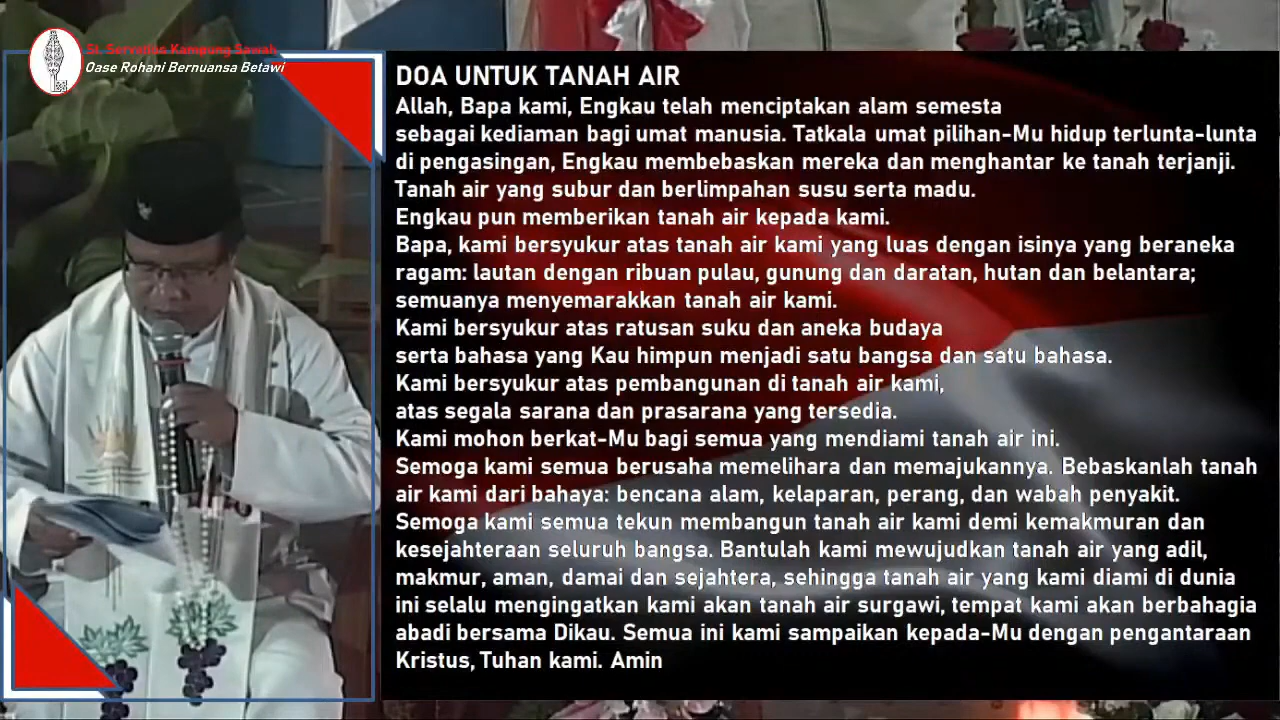 St. Servatius Kampung Sawah
Oase Rohani Bernuansa Betawi
DOA UNTUK TANAH AIR
Allah, Bapa kami, Engkau telah menciptakan alam semesta
sebagai kediaman bagi umat manusia. Tatkala umat pilihan-Mu hidup terlunta-lunta
di pengasingan, Engkau membebaskan mereka dan menghantar ke tanah terjanji.
Tanah air yang subur dan berlimpahan susu serta madu.
Engkau pun memberikan tanah air kepada kami.
Bapa, kami bersyukur atas tanah air kami yang luas dengan isinya yang beraneka
ragam: lautan dengan ribuan pulau, gunung dan daratan, hutan dan belantara;
semuanya menyemarakkan tanah air kami.
Kami bersyukur atas ratusan suku dan aneka budaya
serta bahasa yang Kau himpun menjadi satu bangsa dan satu bahasa.
Kami bersyukur atas pembangunan di tanah air kami,
atas segala sarana dan prasarana yang tersedia.
Kami mohon berkat-Mu bagi semua yang mendiami tanah air ini.
Semoga kami semua berusaha memelihara dan memajukannya. Bebaskanlah tanah
air kami dari bahaya: bencana alam, kelaparan, perang, dan wabah penyakit.
Semoga kami semua tekun membangun tanah air kami demi kemakmuran dan
kesejahteraan seluruh bangsa. Bantulah kami mewujudkan tanah air yang adil,
makmur, aman, damai dan sejahtera, sehingga tanah air yang kami diami di dunia
ini selalu mengingatkan kami akan tanah air surgawi, tempat kami akan berbahagia
abadi bersama Dikau. Semua ini kami sampaikan kepada-Mu dengan pengantaraan
Kristus, Tuhan kami. Amin